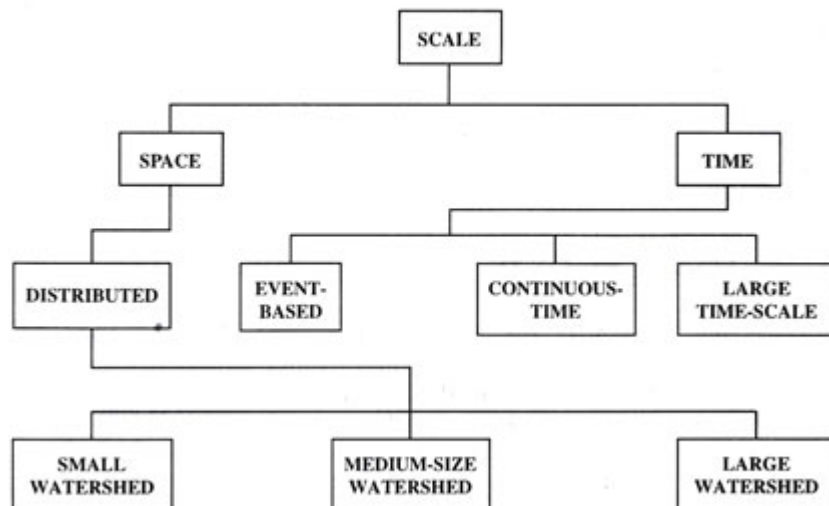 SCALE
SPACE
TIME
DISTRIBUTED
EVENT-
BASED
CONTINUOUS-
TIME
LARGE
TIME-SCALE
SMALL
WATERSHED
MEDIUM-SIZE
WATERSHED
LARGE
WATERSHED